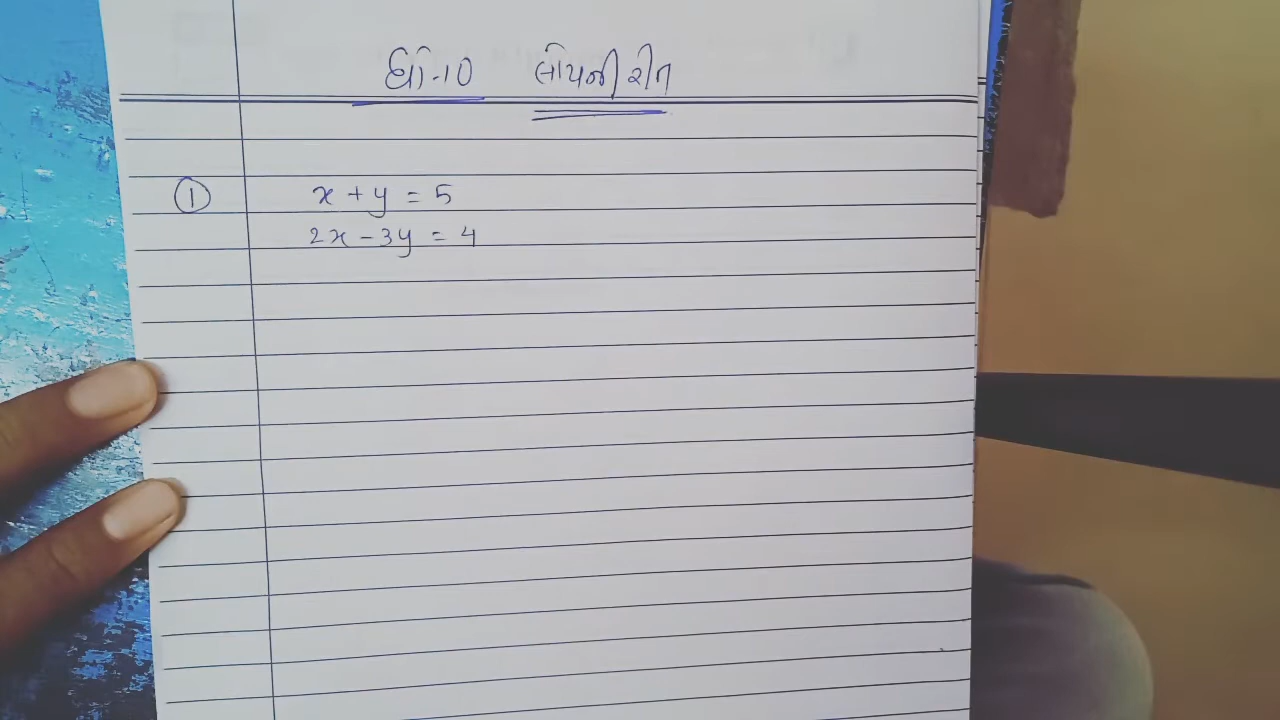 ધો-10 લોપની રીત
① x + y = 5
2x - 3y = 4